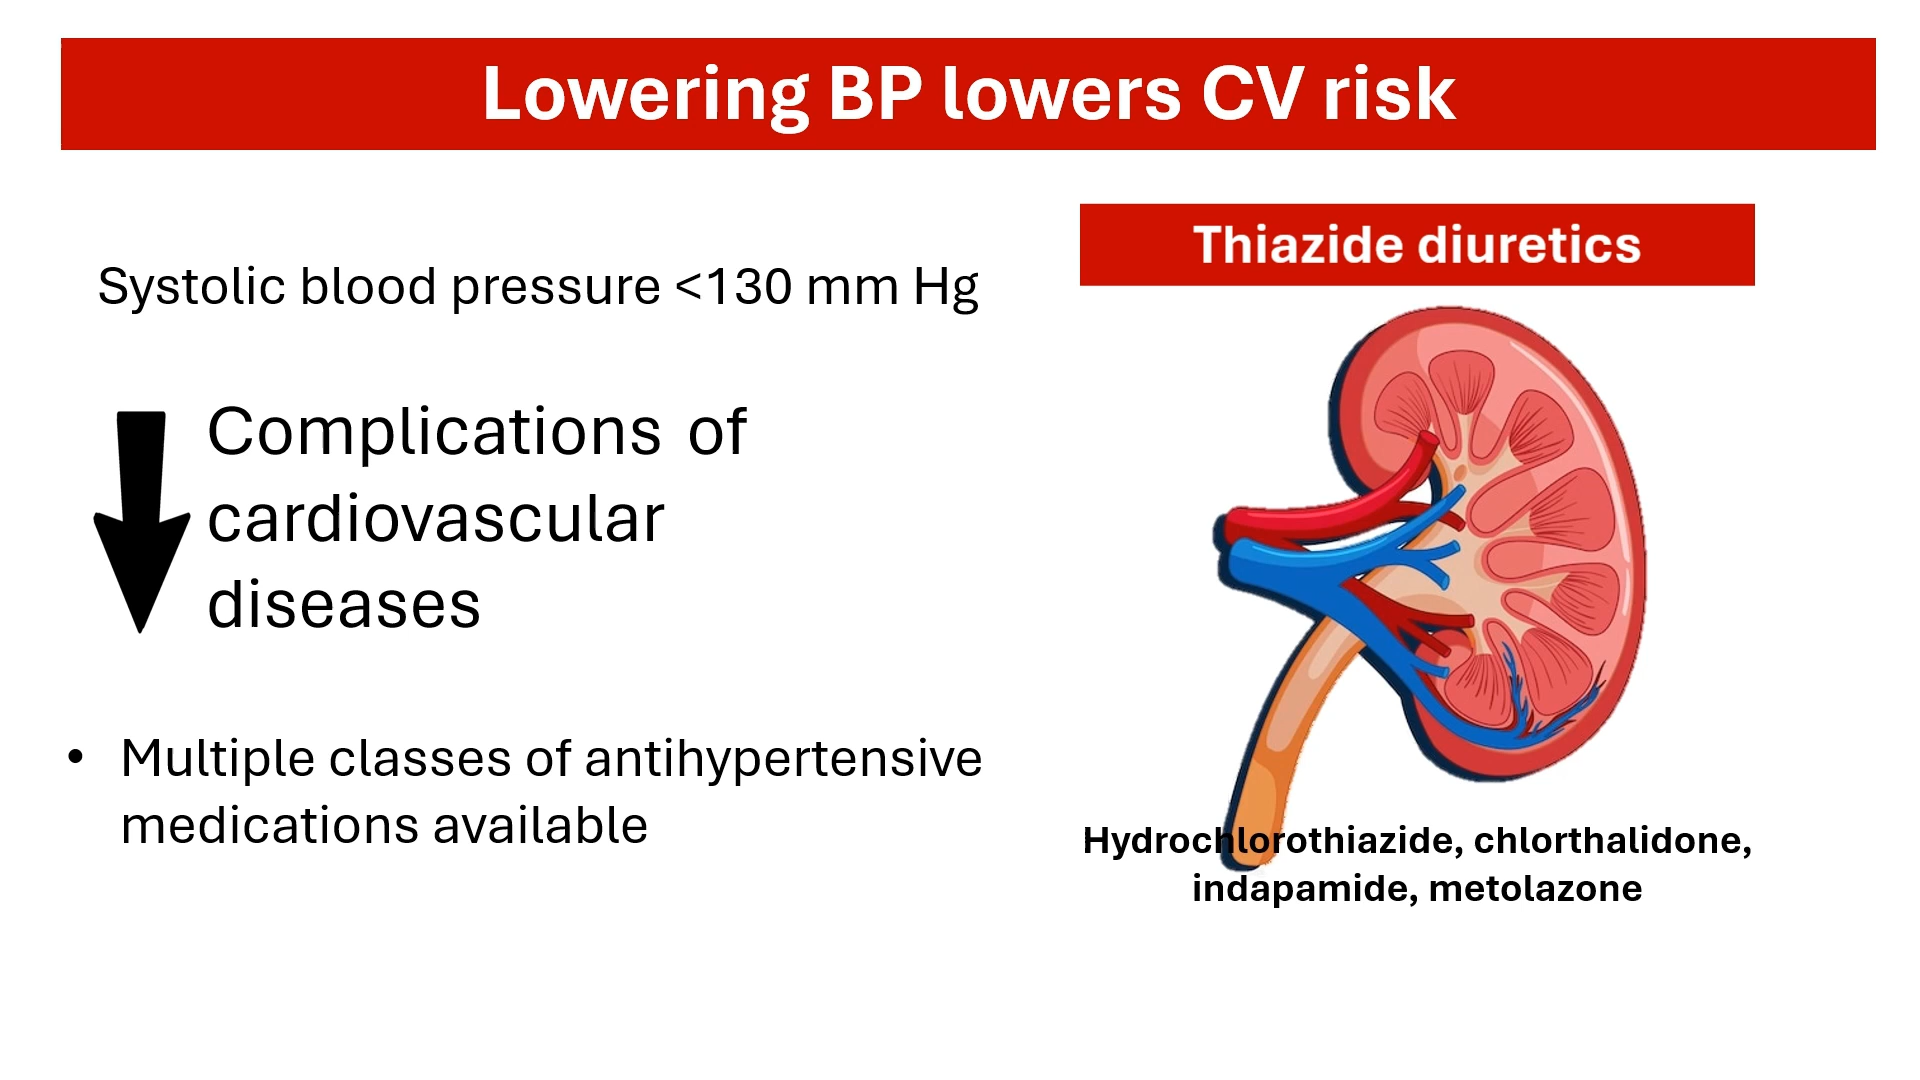 Lowering BP lowers CV risk
Systolic blood pressure <130 mm Hg
Complications of
cardiovascular
diseases
• Multiple classes of antihypertensive
medications available
Thiazide diuretics
Hydrochlorothiazide, chlorthalidone,
indapamide, metolazone